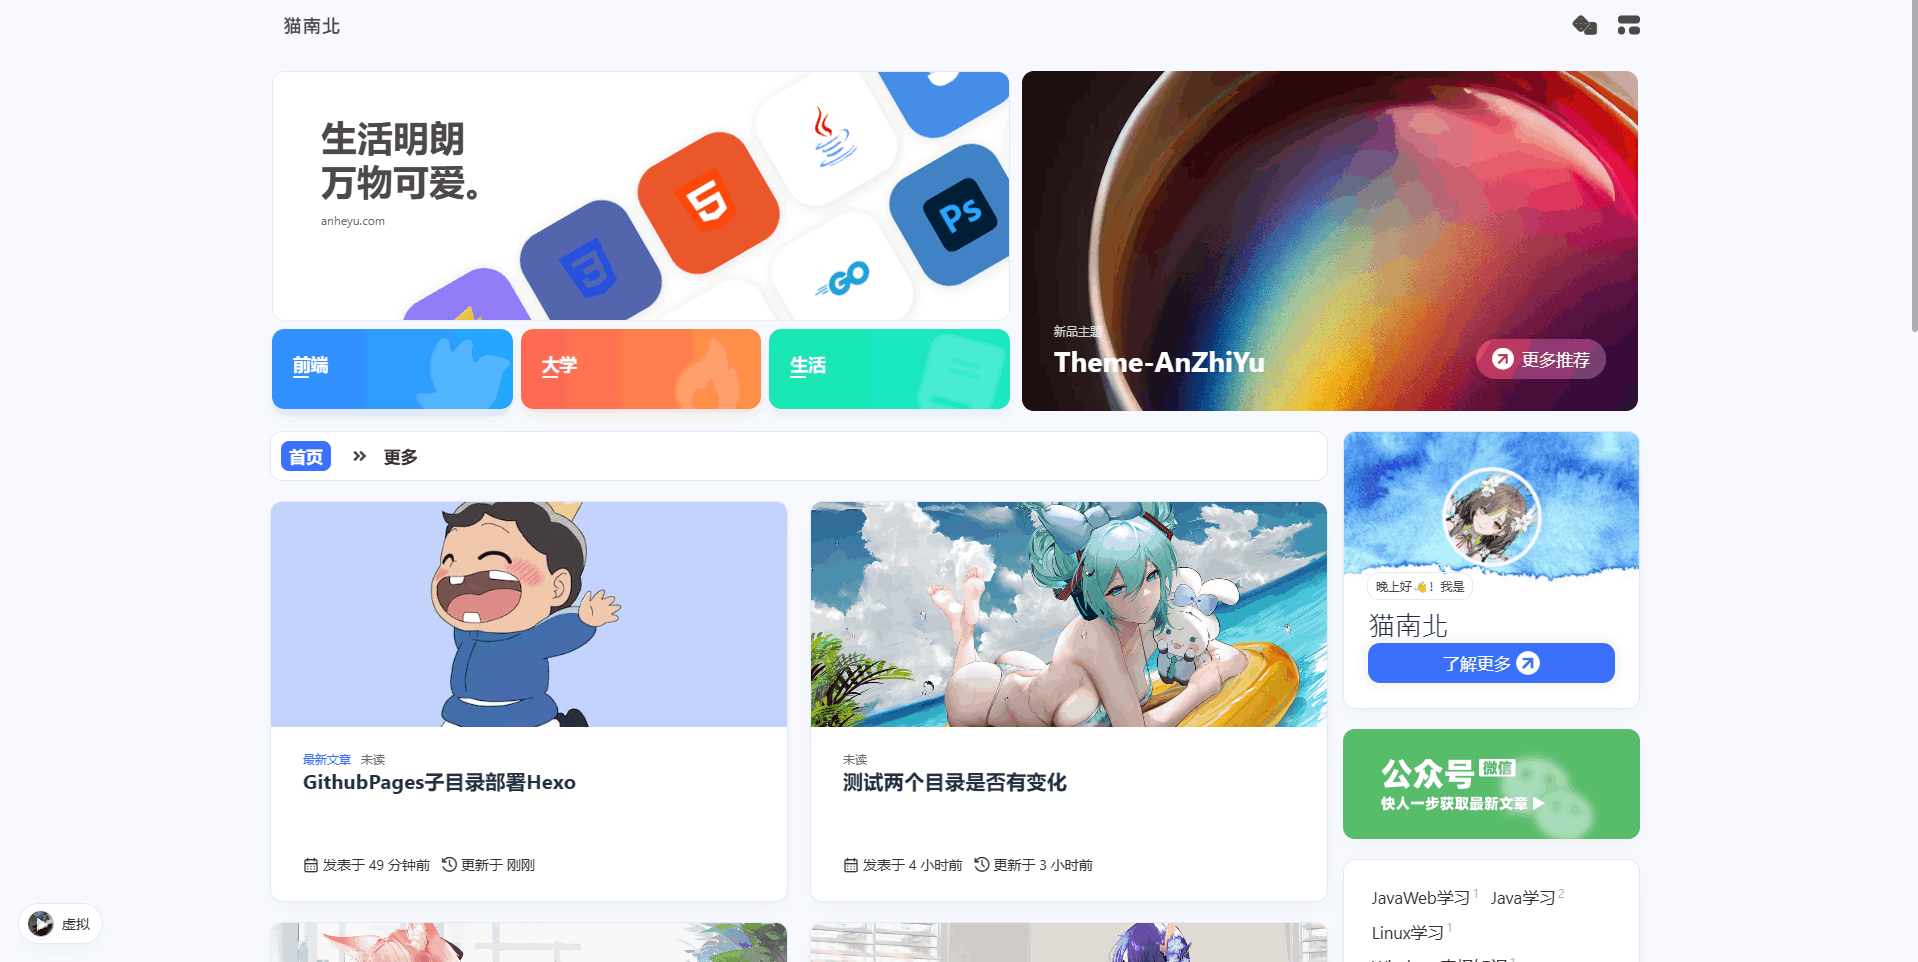 猫南北
生活明朗
万物可爱。
anheyu.com
Ps
GO
前端
大学
生活
新品主题
Theme-AnZhiYu
更多推荐
首页
更多
最新文章 未读
GithubPages子目录部署Hexo
发表于 49 分钟前 更新于 刚刚
未读
测试两个目录是否有变化
发表于 4 小时前 更新于 3 小时前
晚上好👋！我是
猫南北
了解更多
公众号 微信
快人一步获取最新文章
JavaWeb学习 1 Java学习 2
Linux学习 1
虚拟